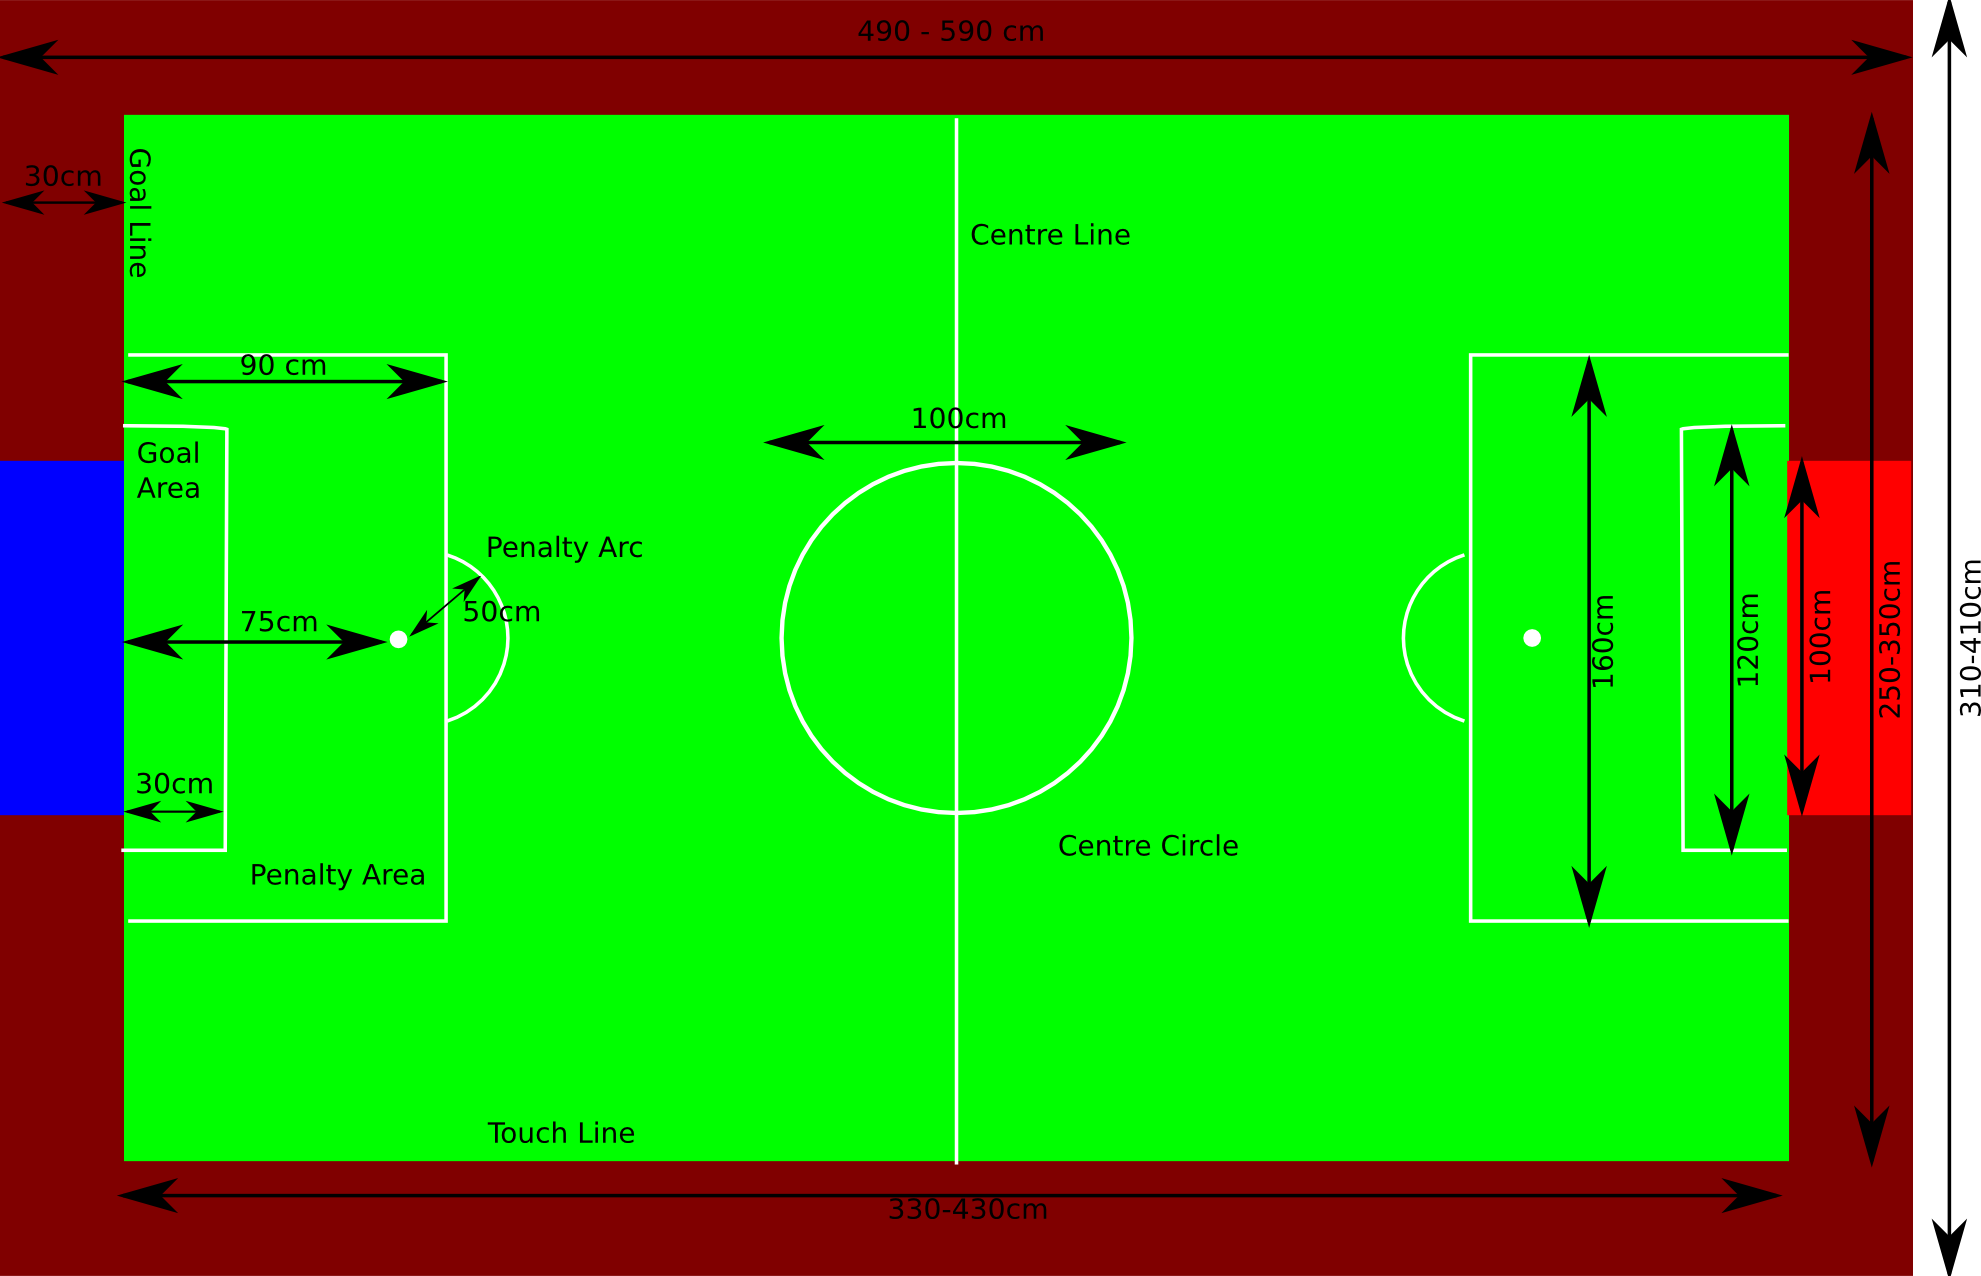 490 - 590 cm
30cm
Goal Line
Centre Line
90 cm
100cm
Goal
Area
Penalty Arc
50cm
75cm
160cm
120cm
100cm
250-350cm
310-410cm
30cm
Centre Circle
Penalty Area
Touch Line
330-430cm